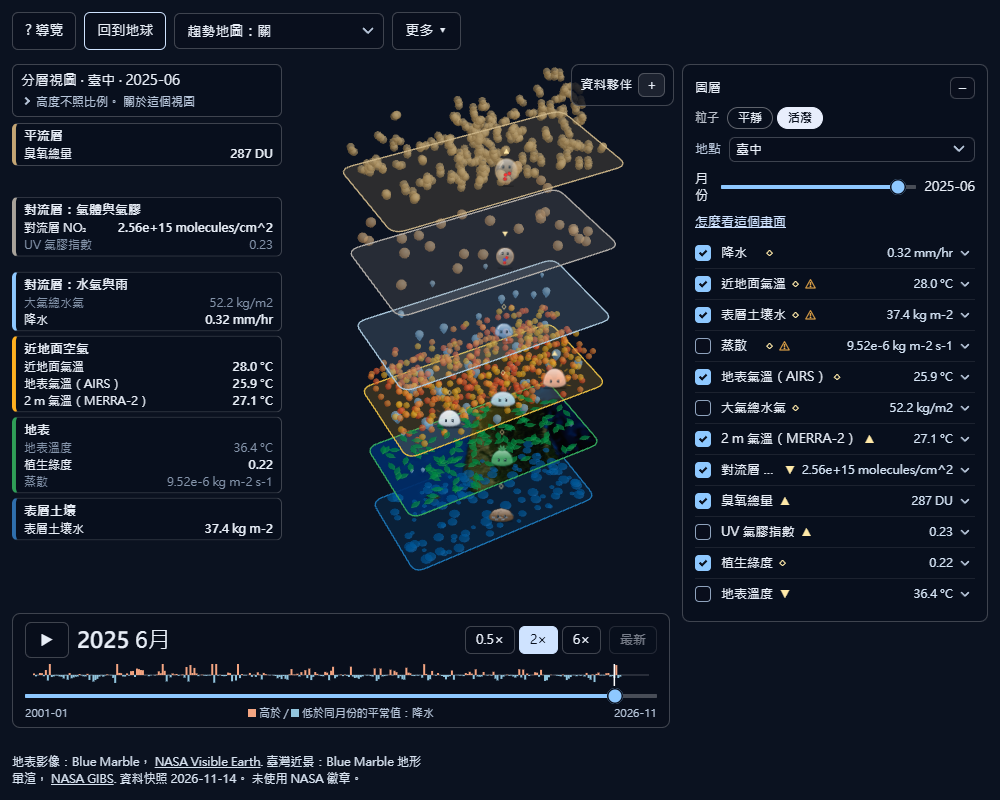 ? 導覽
回到地球
趨勢地圖：關
更多 ▾
分層視圖 · 臺中 · 2025-06
高度不照比例。 關於這個視圖
平流層
臭氧總量 287 DU
對流層：氣體與氣膠
對流層 NO₂ 2.56e+15 molecules/cm^2
UV 氣膠指數 0.23
對流層：水氣與雨
大氣總水氣 52.2 kg/m2
降水 0.32 mm/hr
近地面空氣
近地面氣溫 28.0 °C
地表氣溫（AIRS） 25.9 °C
2 m 氣溫（MERRA-2） 27.1 °C
地表
地表溫度 36.4 °C
植生綠度 0.22
蒸散 9.52e-6 kg m-2 s-1
表層土壤
表層土壤水 37.4 kg m-2
資料夥伴 +
圖層 −
粒子 平靜 活潑
地點 臺中
月份 2025-06
怎麼看這個畫面
降水 0.32 mm/hr
近地面氣溫 28.0 °C
表層土壤水 37.4 kg m-2
蒸散 9.52e-6 kg m-2 s-1
地表氣溫（AIRS） 25.9 °C
大氣總水氣 52.2 kg/m2
2 m 氣溫（MERRA-2） 27.1 °C
對流層 ... 2.56e+15 molecules/cm^2
臭氧總量 287 DU
UV 氣膠指數 0.23
植生綠度 0.22
地表溫度 36.4 °C
2025 6月
0.5× 2× 6× 最新
2001-01 高於 / 低於同月份的平常值：降水 2026-11
地表影像：Blue Marble， NASA Visible Earth. 臺灣近景：Blue Marble 地形
單渲， NASA GIBS. 資料快照 2026-11-14。 未使用 NASA 徽章。